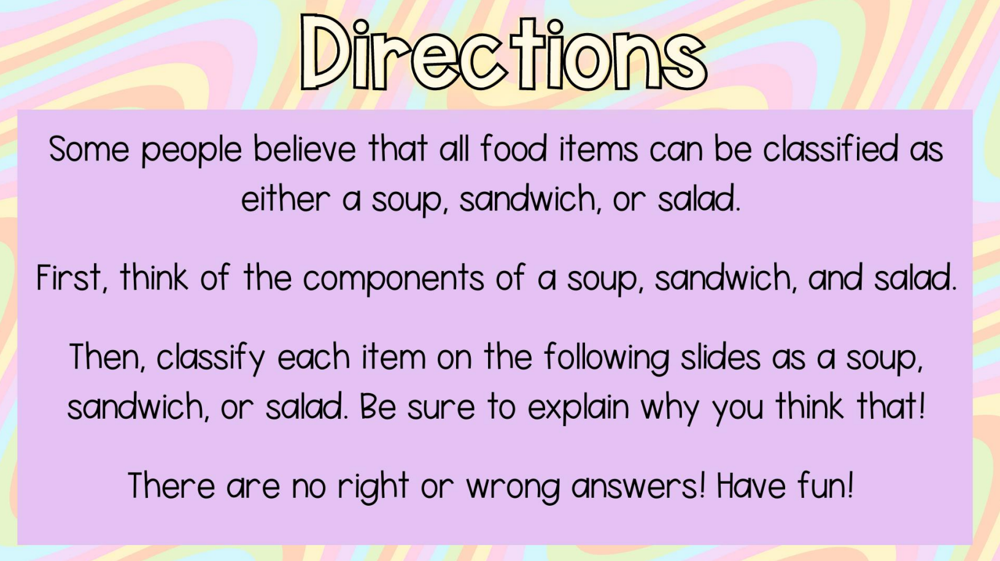 Directions
Some people believe that all food items can be classified as
either a soup, sandwich, or salad.
First, think of the components of a soup, sandwich, and salad.
Then, classify each item on the following slides as a soup,
sandwich, or salad. Be sure to explain why you think that!
There are no right or wrong answers! Have fun!